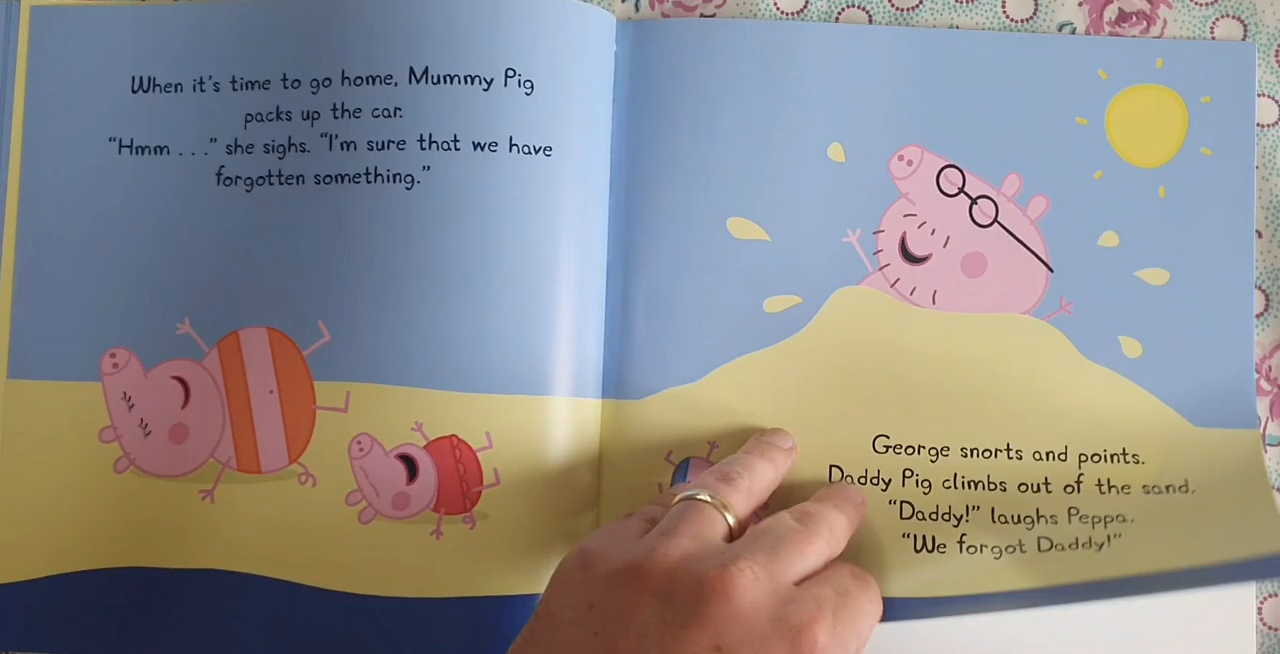 When it's time to go home, Mummy Pig
packs up the car.
“Hmm . . .” she sighs. “I'm sure that we have
forgotten something.”
George snorts and points.
Daddy Pig climbs out of the sand.
“Daddy!” laughs Peppa.
“We forgot Daddy!”